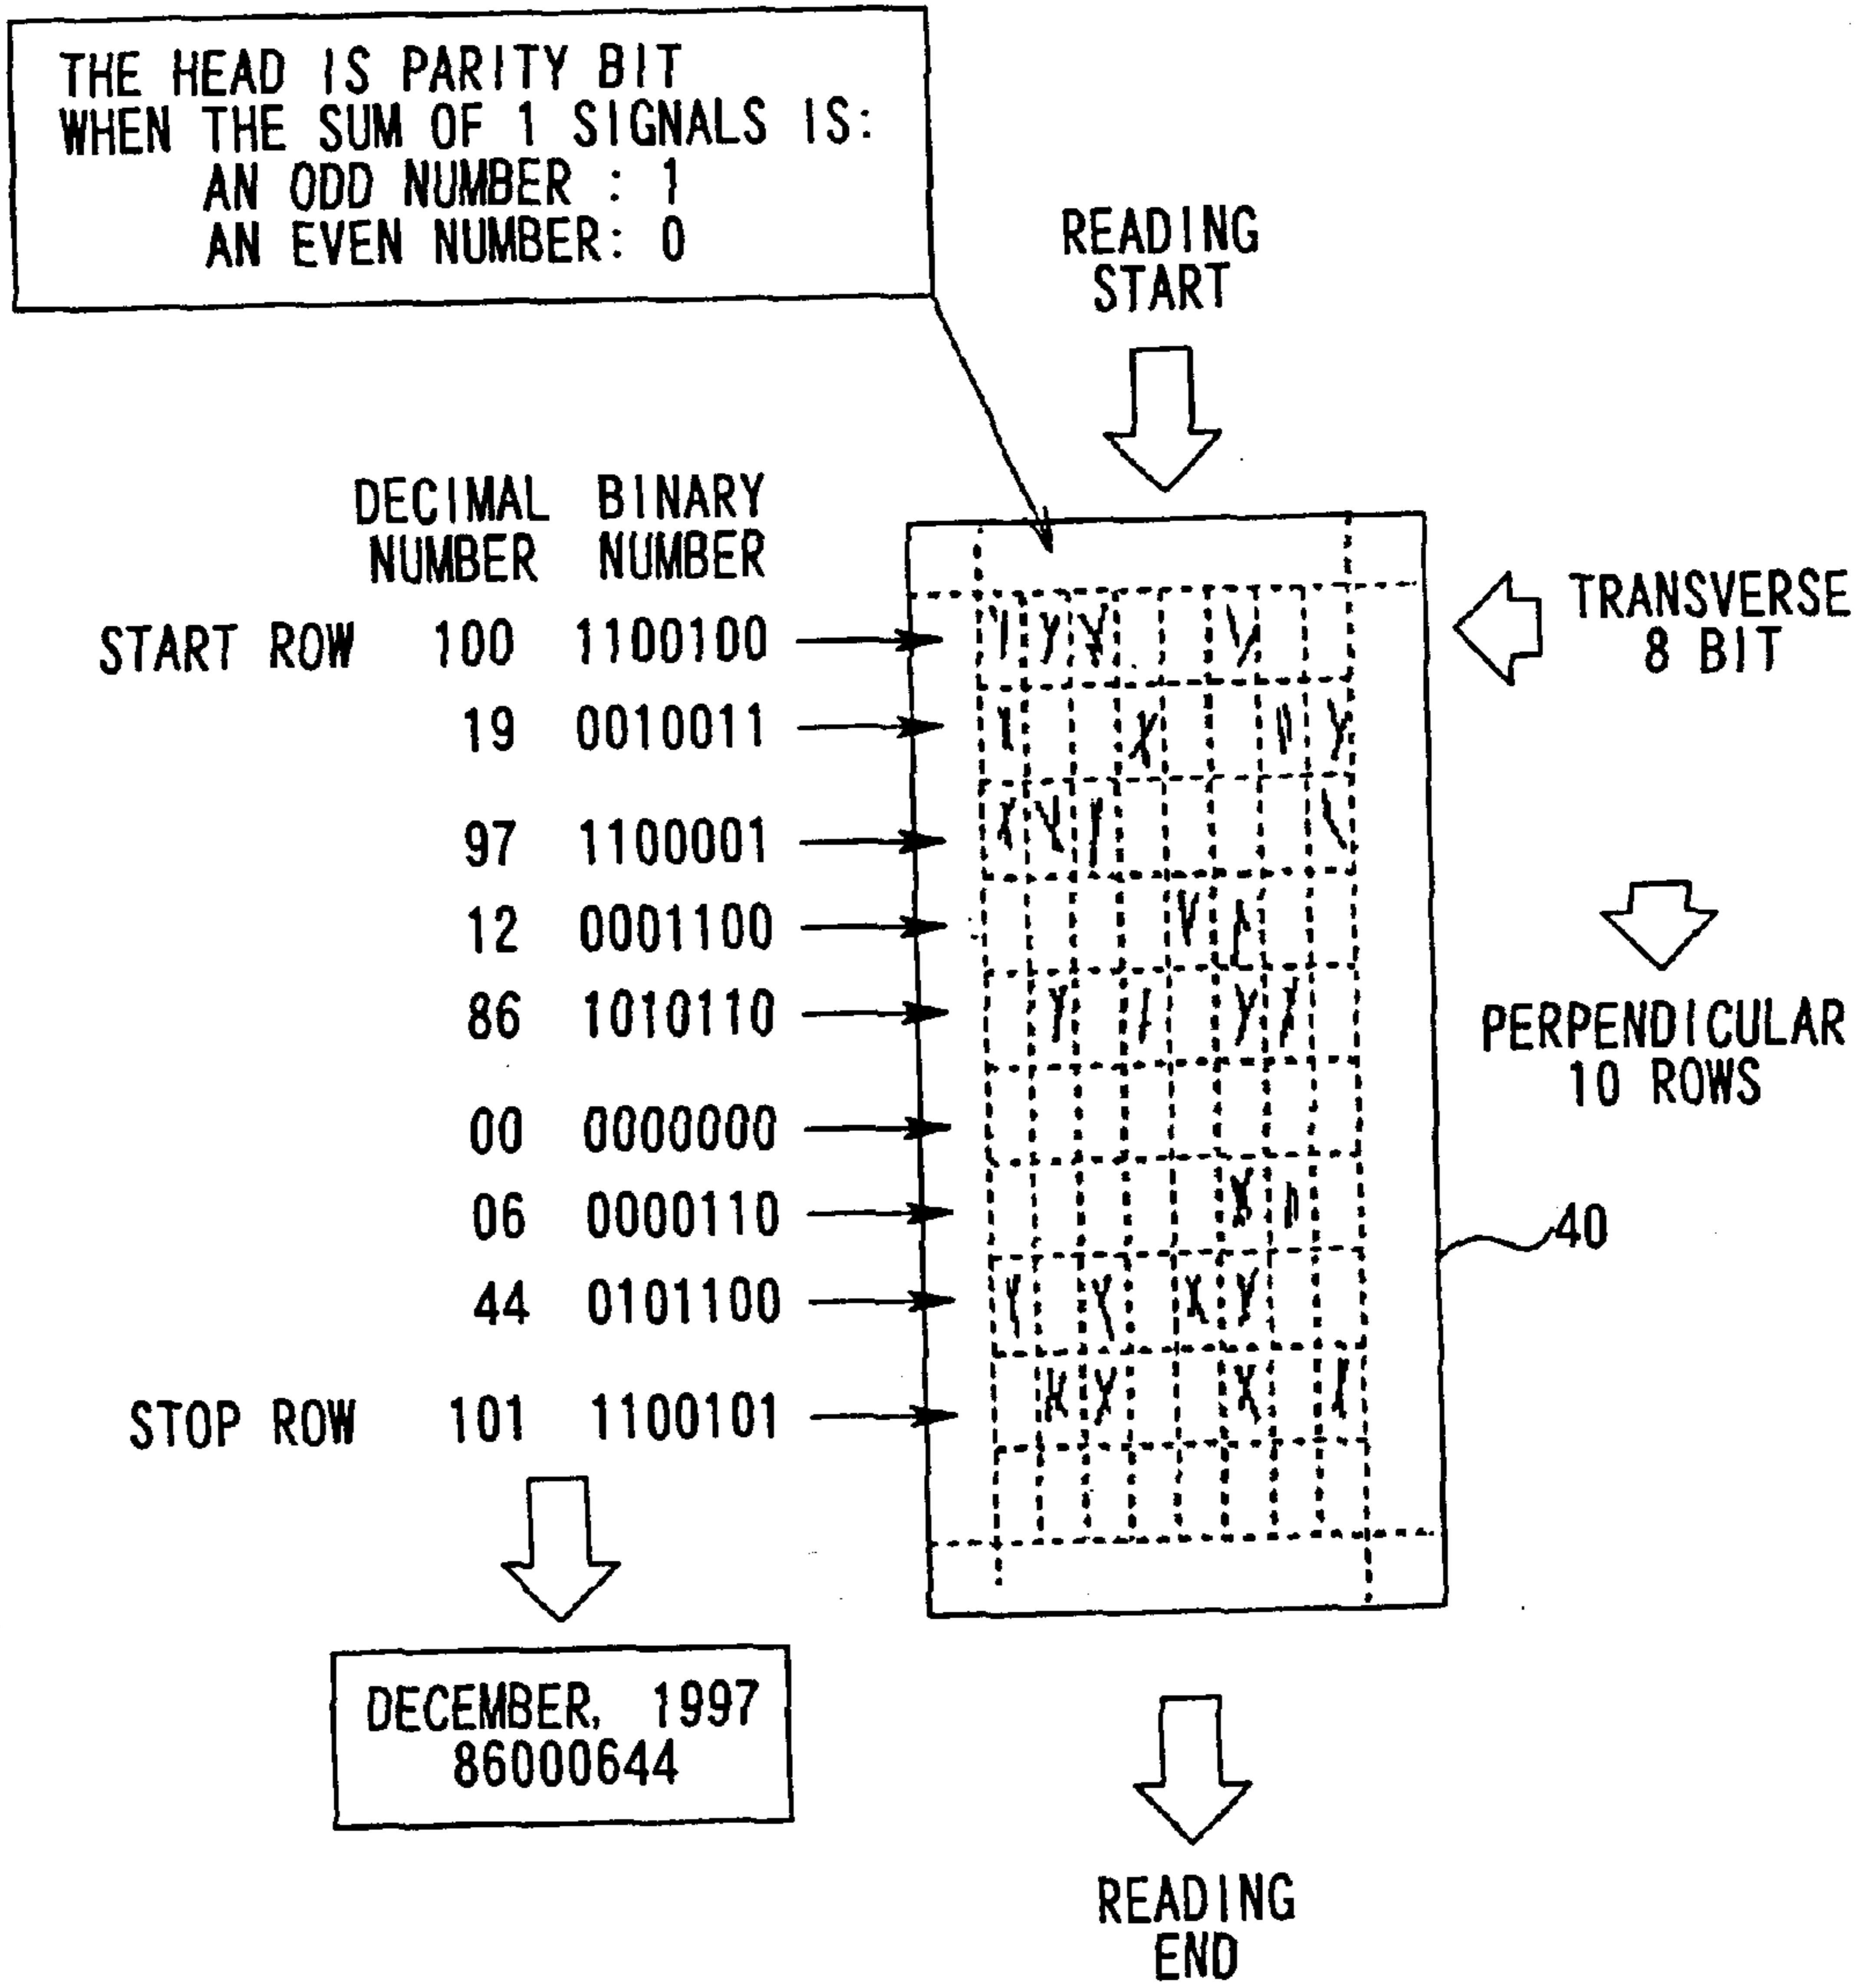 THE HEAD IS PARITY BIT
WHEN THE SUM OF 1 SIGNALS IS:
AN ODD NUMBER : 1
AN EVEN NUMBER: 0
READING
START
DECIMAL NUMBER BINARY NUMBER
START ROW 100 1100100
19 0010011
97 1100001
12 0001100
86 1010110
00 0000000
06 0000110
44 0101100
STOP ROW 101 1100101
TRANSVERSE
8 BIT
PERPENDICULAR
10 ROWS
40
DECEMBER, 1997
86000644
READING
END